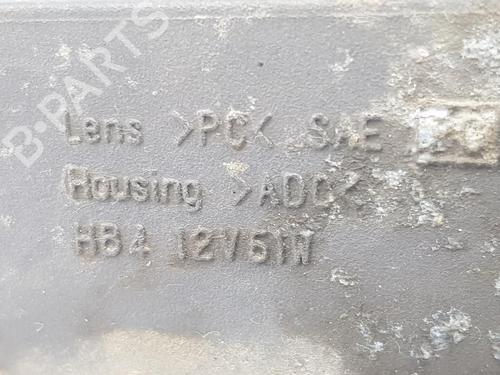 B-PARTS
Lens >PC< SAE
Housing >ADC<
HB4 12V51W